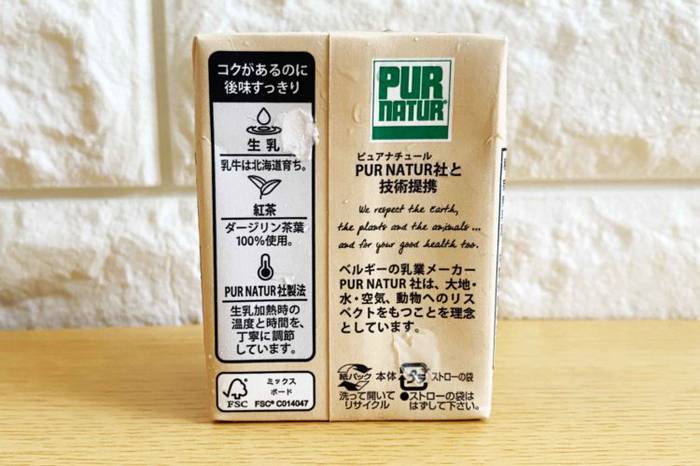 コクがあるのに
後味すっきり
生乳
乳牛は北海道育ち。
紅茶
ダージリン茶葉
100%使用。
PUR NATUR社製法
生乳加熱時の
温度と時間を、
丁寧に調節
しています。
FSC
ミックス
ボード
FSC® C014047
PUR
NATUR®
ピュアナチュール
PUR NATUR社と
技術提携
We respect the Earth,
the plants and the animals ...
and for your good health too.
ベルギーの乳業メーカー
PUR NATUR 社は、大地・
水・空気、動物へのリス
ペクトをもつことを理念
としています。
紙パック 本体 ストローの袋
洗って開いて
リサイクル
●ストローの袋は
はずして下さい。